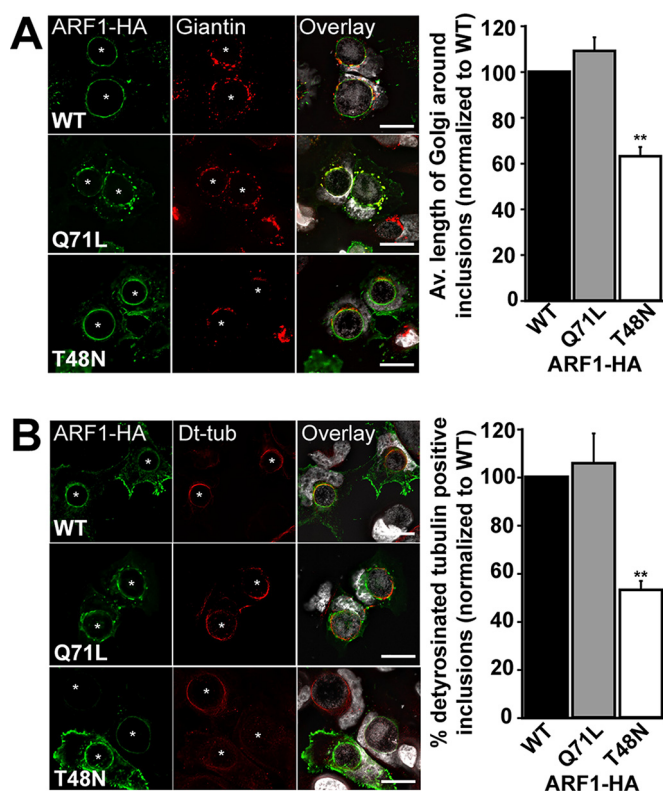 A
ARF1-HA Giantin Overlay
WT
Q71L
T48N
Av. length of Golgi around
inclusions (normalized to WT)
120
100
80
60
40
20
0
**
WT Q71L T48N
ARF1-HA
B
ARF1-HA Dt-tub Overlay
WT
Q71L
T48N
% detyrosinated tubulin positive
inclusions (normalized to WT)
120
100
80
60
40
20
0
**
WT Q71L T48N
ARF1-HA